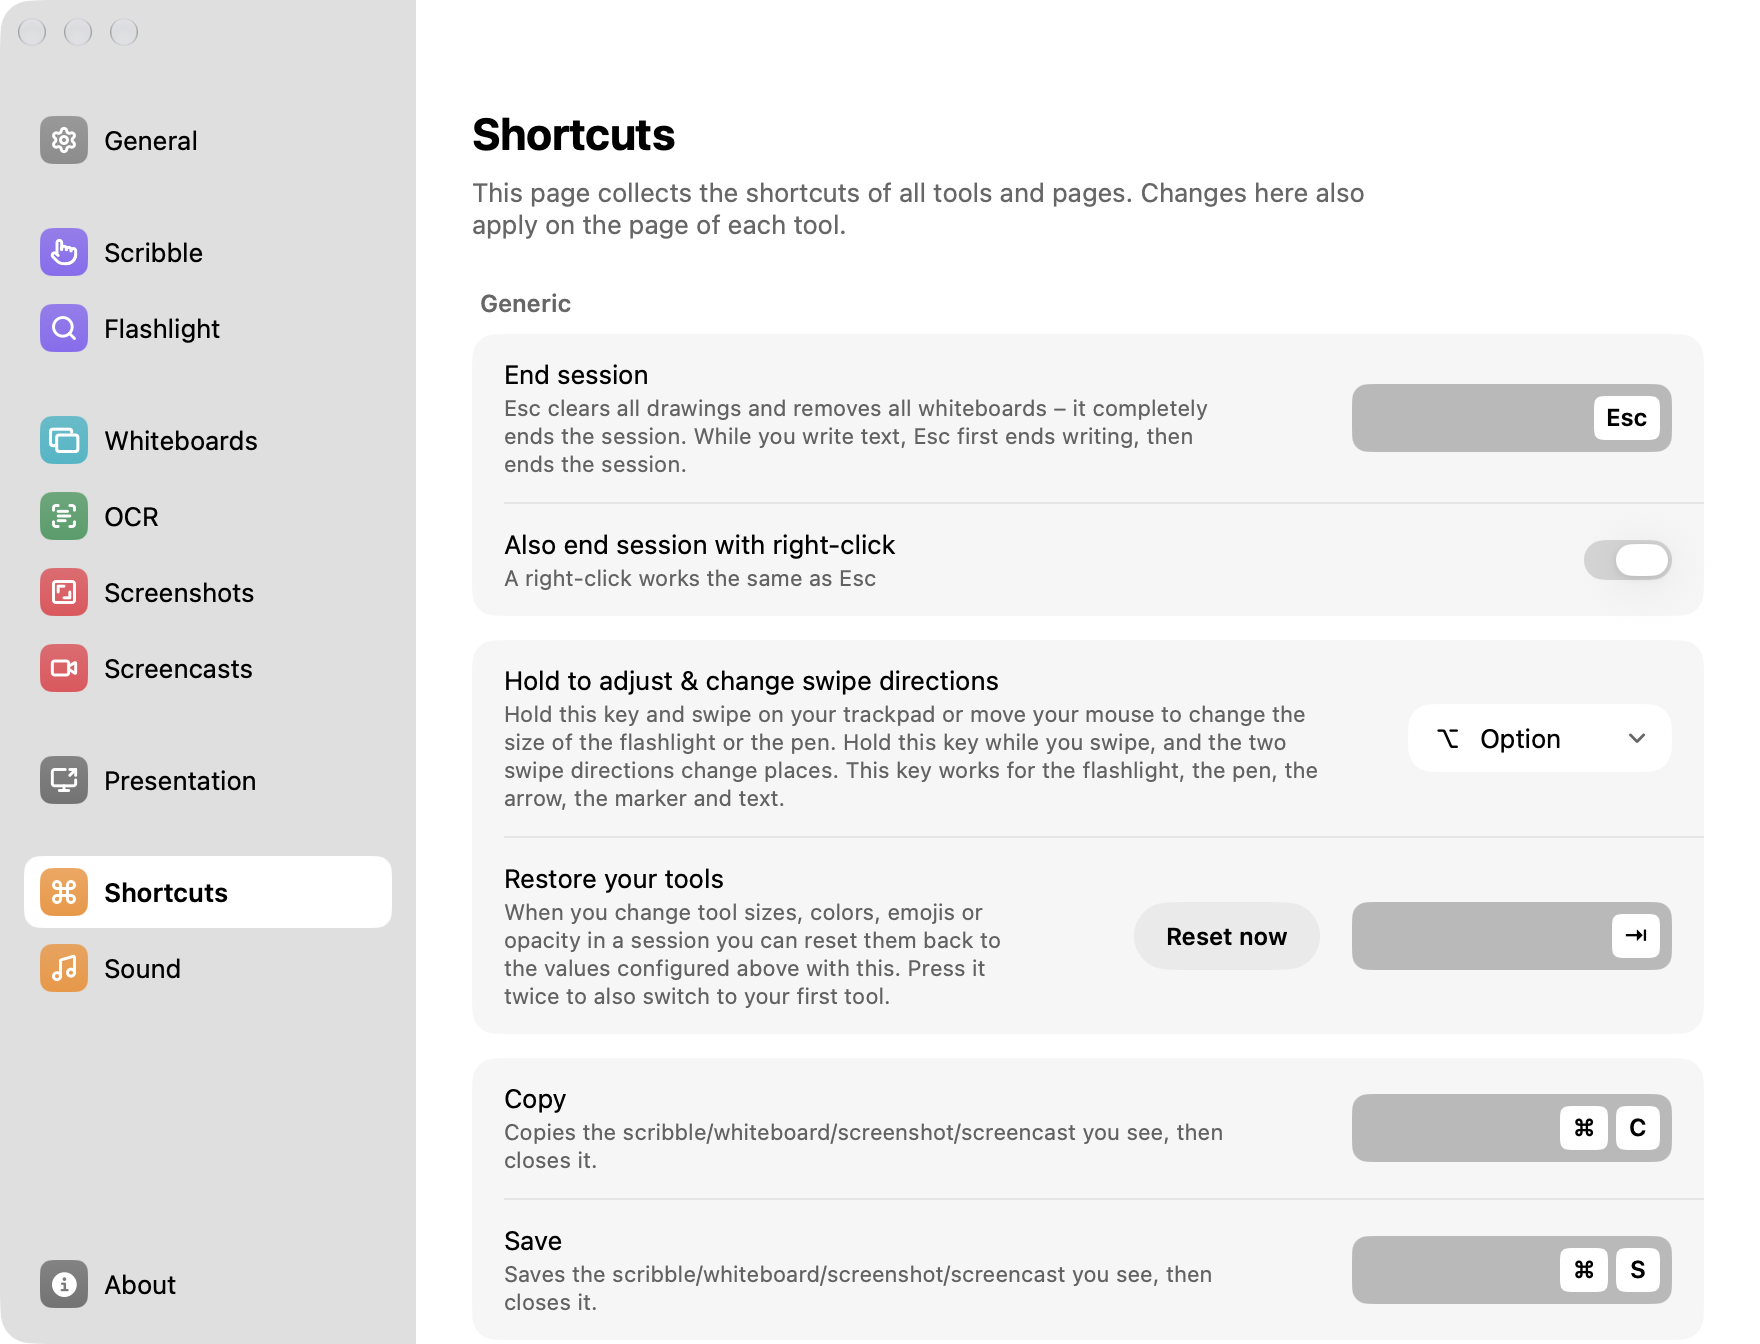 General
Scribble
Flashlight
Whiteboards
OCR
Screenshots
Screencasts
Presentation
Shortcuts
Sound
About
Shortcuts
This page collects the shortcuts of all tools and pages. Changes here also
apply on the page of each tool.
Generic
End session
Esc clears all drawings and removes all whiteboards – it completely
ends the session. While you write text, Esc first ends writing, then
ends the session.
Esc
Also end session with right-click
A right-click works the same as Esc
Hold to adjust & change swipe directions
Hold this key and swipe on your trackpad or move your mouse to change the
size of the flashlight or the pen. Hold this key while you swipe, and the two
swipe directions change places. This key works for the flashlight, the pen, the
arrow, the marker and text.
⌥ Option
Restore your tools
When you change tool sizes, colors, emojis or
opacity in a session you can reset them back to
the values configured above with this. Press it
twice to also switch to your first tool.
Reset now
⇥
Copy
Copies the scribble/whiteboard/screenshot/screencast you see, then
closes it.
⌘ C
Save
Saves the scribble/whiteboard/screenshot/screencast you see, then
closes it.
⌘ S